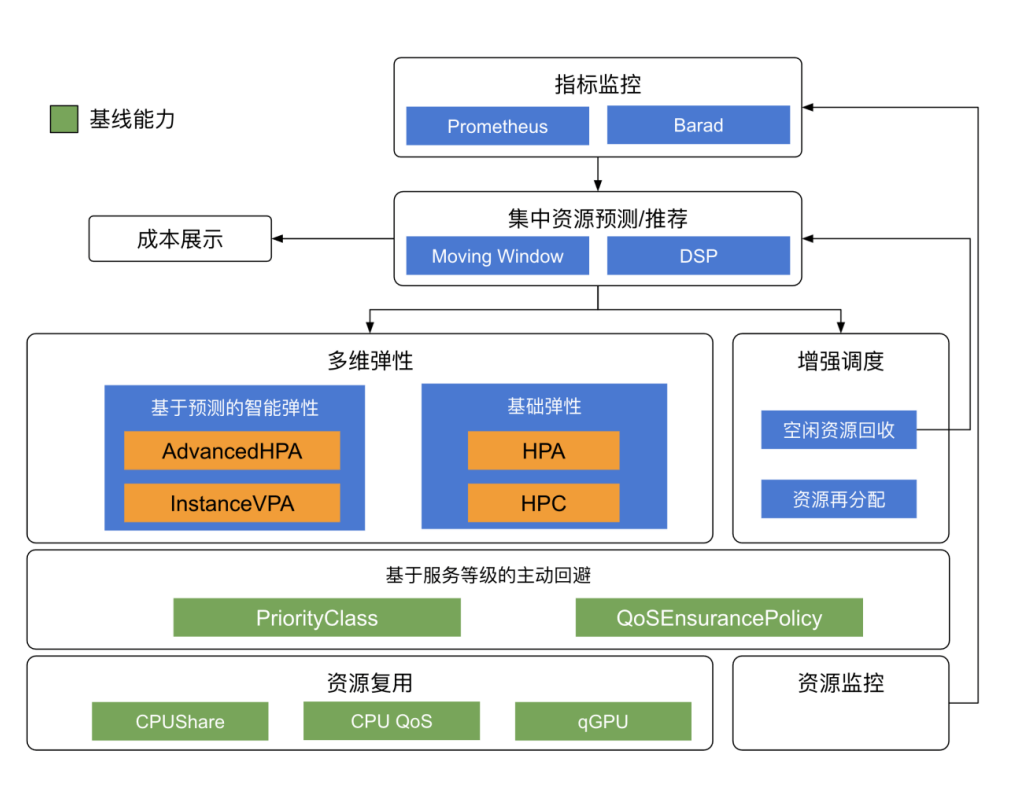 基线能力
指标监控
Prometheus
Barad
集中资源预测/推荐
Moving Window
DSP
成本展示
多维弹性
基于预测的智能弹性
AdvancedHPA
InstanceVPA
基础弹性
HPA
HPC
增强调度
空闲资源回收
资源再分配
基于服务等级的主动回避
PriorityClass
QoSEnsurancePolicy
资源复用
CPUShare
CPU QoS
qGPU
资源监控